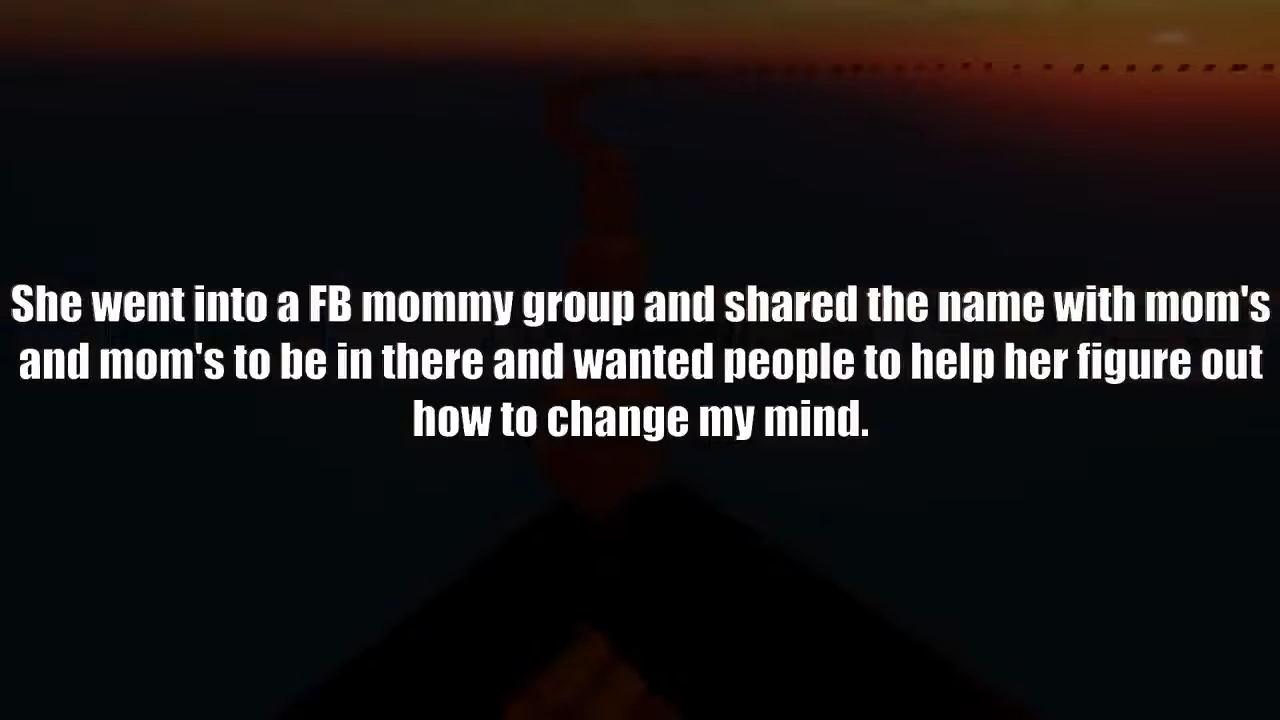 She went into a FB mommy group and shared the name with mom's
and mom's to be in there and wanted people to help her figure out
how to change my mind.